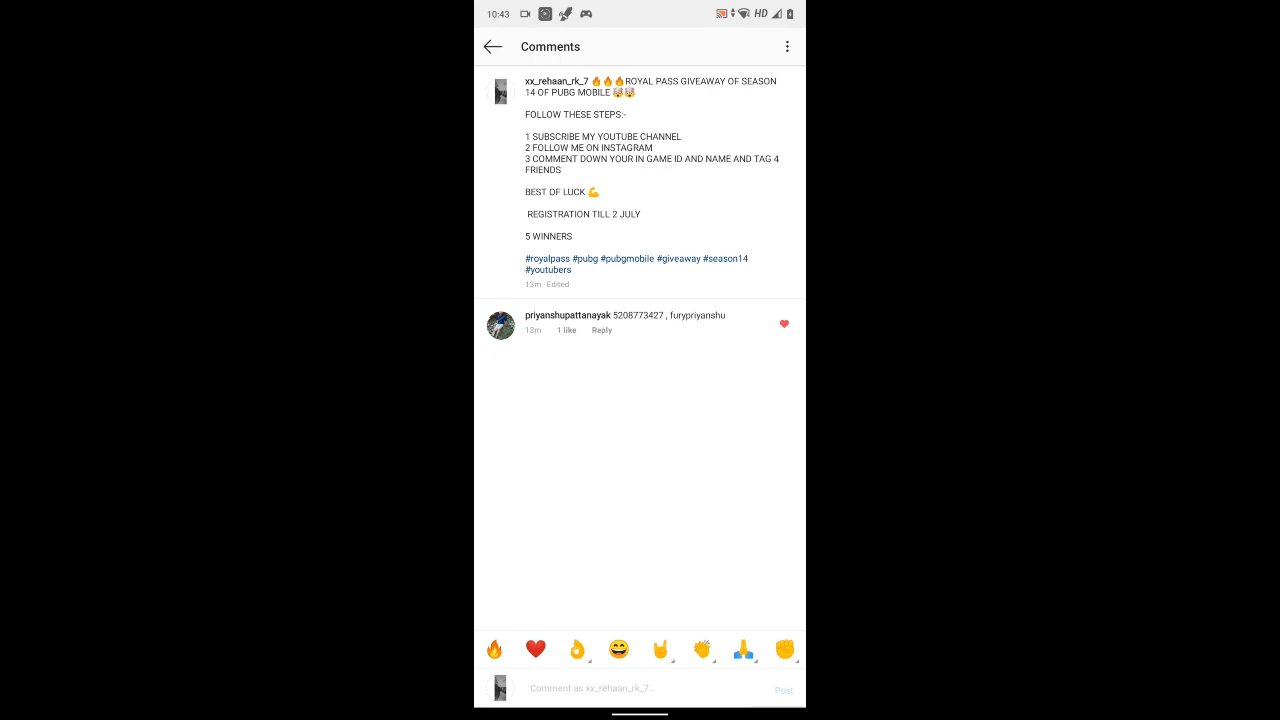 10:43 HD
Comments
xx_rehaan_rk_7 🔥🔥🔥ROYAL PASS GIVEAWAY OF SEASON
14 OF PUBG MOBILE 🤯🤯
FOLLOW THESE STEPS:-
1 SUBSCRIBE MY YOUTUBE CHANNEL
2 FOLLOW ME ON INSTAGRAM
3 COMMENT DOWN YOUR IN GAME ID AND NAME AND TAG 4
FRIENDS
BEST OF LUCK 💪
REGISTRATION TILL 2 JULY
5 WINNERS
#royalpass #pubg #pubgmobile #giveaway #season14
#youtubers
13m · Edited
priyanshupattanayak 5208773427 , furypriyanshu
13m 1 like Reply
Comment as xx_rehaan_rk_7... Post